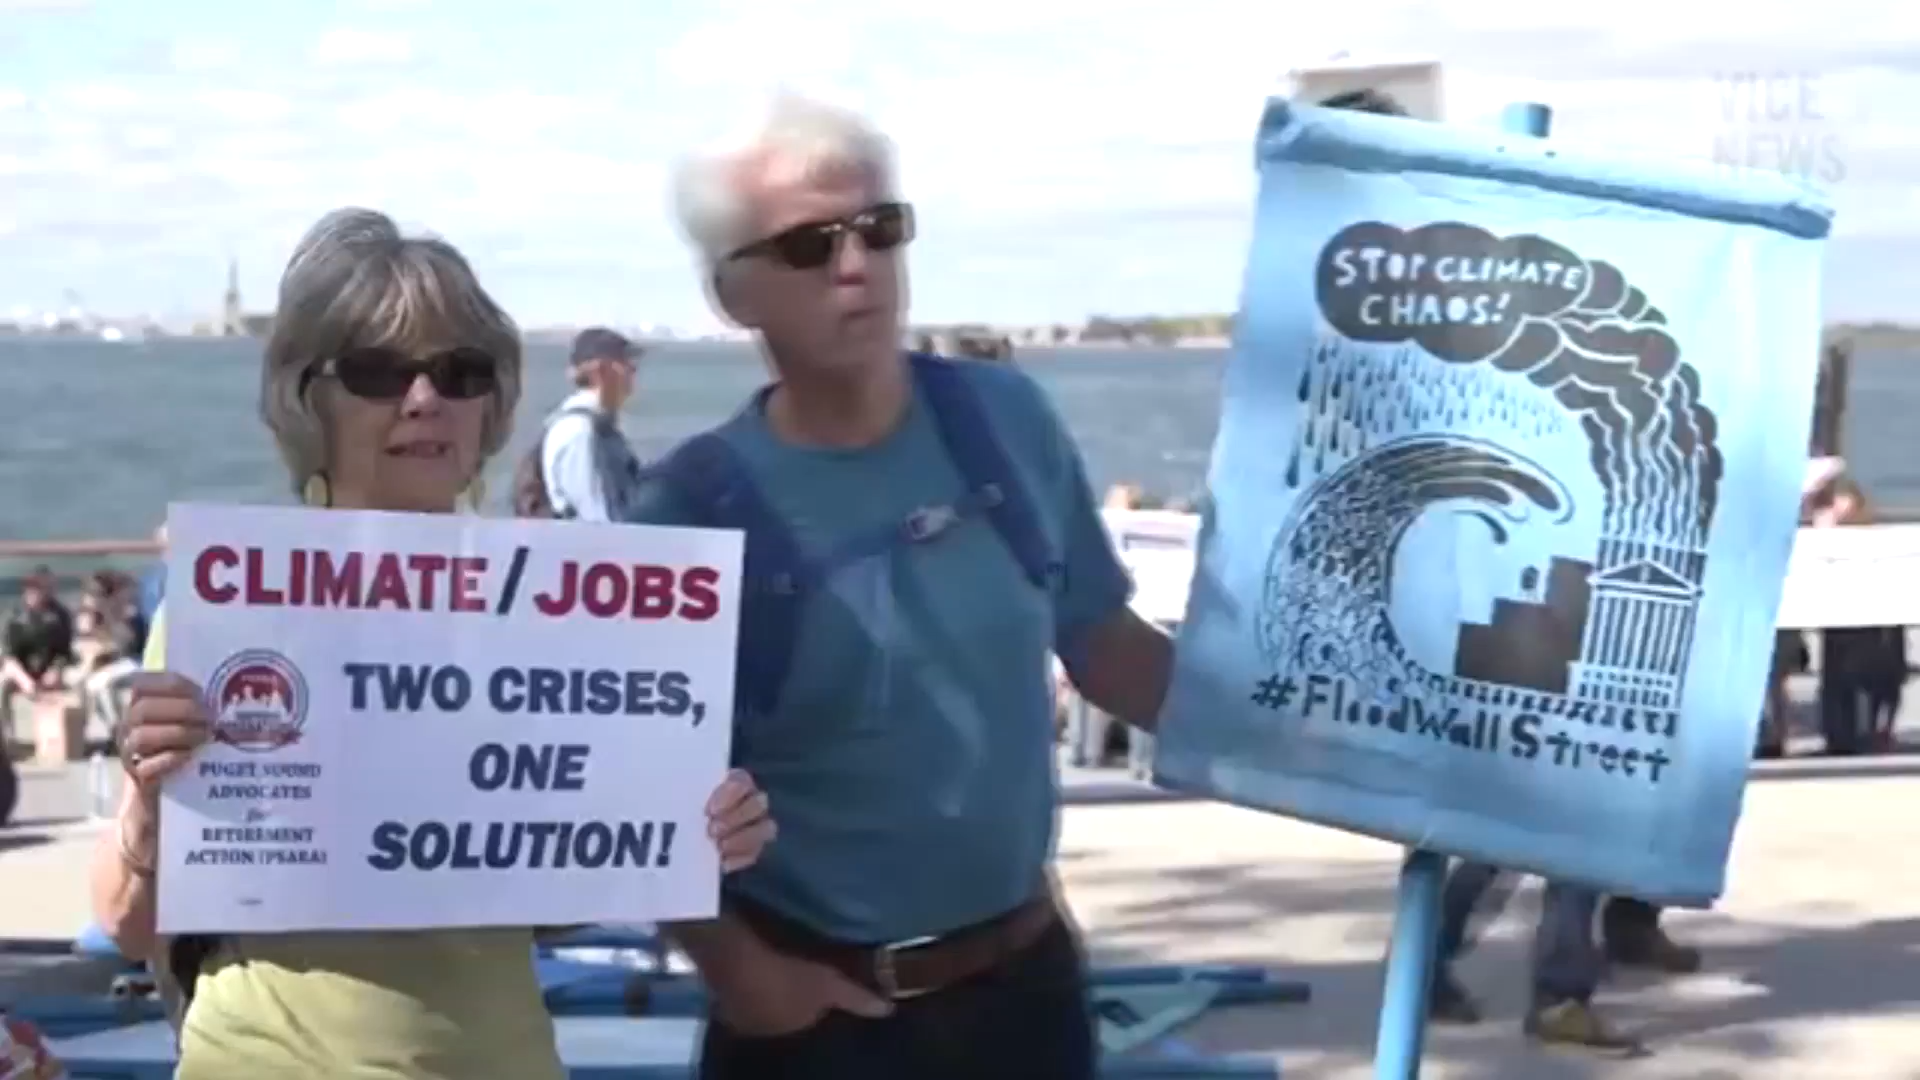 VICE
NEWS
STOP CLIMATE
CHAOS!
#FloodWallStreet
CLIMATE/JOBS
TWO CRISES,
ONE
SOLUTION!
PUGET SOUND
ADVOCATES
for
RETIREMENT
ACTION (PSARA)